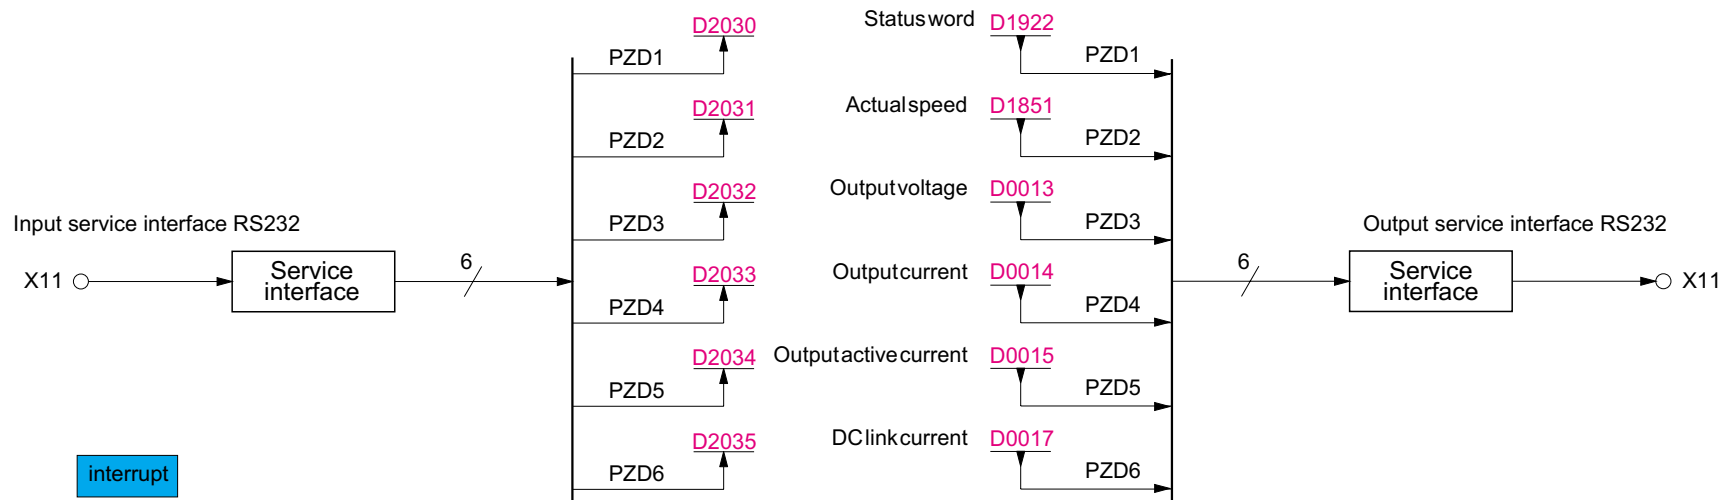 D2030
Status word
D1922
PZD1
PZD1
D2031
Actual speed
D1851
PZD2
PZD2
D2032
Output voltage
D0013
Input service interface RS232
PZD3
PZD3
Output service interface RS232
X11
Service
interface
6
D2033
Output current
D0014
6
Service
interface
X11
PZD4
PZD4
D2034
Output active current
D0015
PZD5
PZD5
D2035
DC link current
D0017
interrupt
PZD6
PZD6